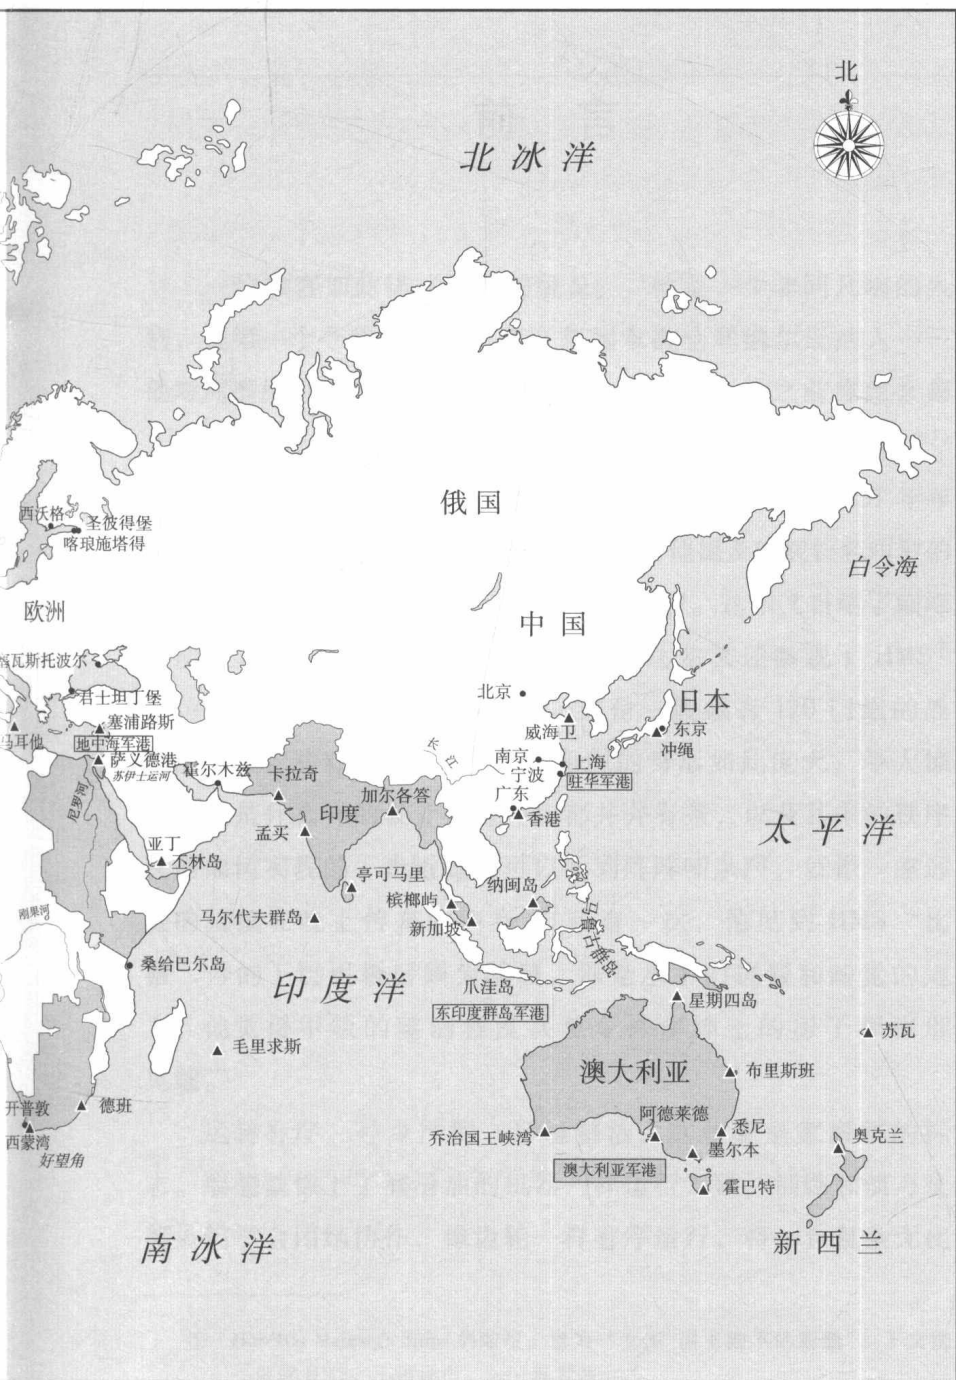 北
北冰洋
俄国
西沃格
圣彼得堡
喀琅施塔得
白令海
欧洲
中国
瓦斯托波尔
北京
日本
君士坦丁堡
塞浦路斯
威海卫
东京
冲绳
马耳他
地中海军港
萨义德港
苏伊士运河
霍尔木兹
卡拉奇
长江
南京
上海
宁波
驻华军港
尼罗河
印度
加尔各答
广东
香港
孟买
太平洋
亚丁
丕林岛
亭可马里
槟榔屿
纳闽岛
刚果河
马尔代夫群岛
新加坡
马鲁古群岛
桑给巴尔岛
印度洋
爪洼岛
东印度群岛军港
星期四岛
苏瓦
毛里求斯
澳大利亚
布里斯班
开普敦
德班
阿德莱德
西蒙湾
好望角
乔治国王峡湾
悉尼
墨尔本
奥克兰
澳大利亚军港
霍巴特
南冰洋
新西兰